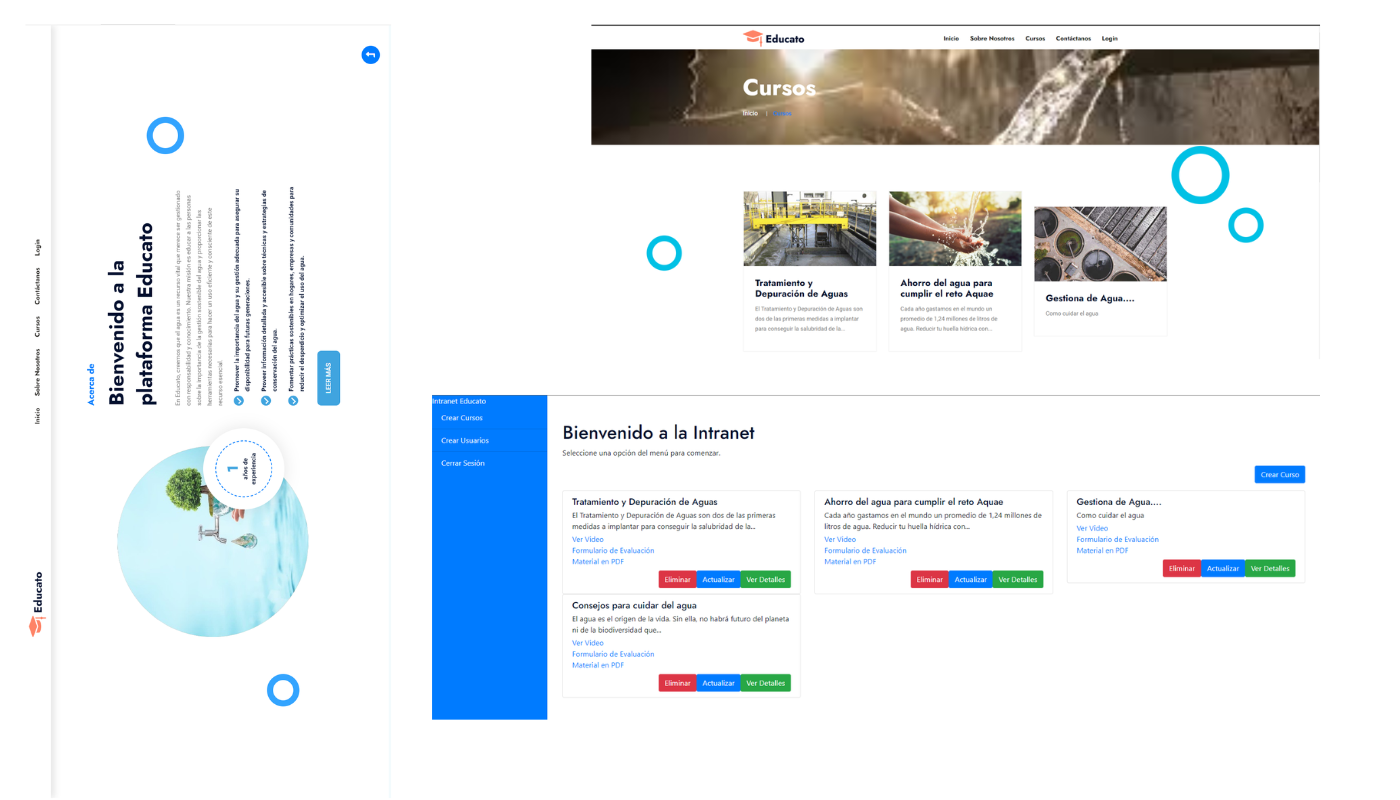 Educato
Inicio Sobre Nosotros Cursos Contáctanos Login
1
años de
experiencia
Acerca de
Bienvenido a la
plataforma Educato
En Educato, creemos que el agua es un recurso vital que merece ser gestionado
con responsabilidad y conocimiento. Nuestra misión es educar a las personas
sobre la importancia de la gestión sostenible del agua y proporcionar las
herramientas necesarias para hacer un uso eficiente y consciente de este
recurso esencial.
Promover la importancia del agua y su gestión adecuada para asegurar su
disponibilidad para futuras generaciones.
Proveer información detallada y accesible sobre técnicas y estrategias de
conservación del agua.
Fomentar prácticas sostenibles en hogares, empresas y comunidades para
reducir el desperdicio y optimizar el uso del agua.
LEER MÁS
Educato
Inicio Sobre Nosotros Cursos Contáctanos Login
Cursos
Inicio | Cursos
Tratamiento y
Depuración de Aguas
El Tratamiento y Depuración de Aguas son
dos de las primeras medidas a implantar
para conseguir la salubridad de la...
Ahorro del agua para
cumplir el reto Aquae
Cada año gastamos en el mundo un
promedio de 1,24 millones de litros de
agua. Reducir tu huella hídrica con...
Gestiona de Agua....
Como cuidar el agua
Intranet Educato
Crear Cursos
Crear Usuarios
Cerrar Sesión
Bienvenido a la Intranet
Seleccione una opción del menú para comenzar.
Crear Curso
Tratamiento y Depuración de Aguas
El Tratamiento y Depuración de Aguas son dos de las primeras
medidas a implantar para conseguir la salubridad de la...
Ver Video
Formulario de Evaluación
Material en PDF
Eliminar Actualizar Ver Detalles
Ahorro del agua para cumplir el reto Aquae
Cada año gastamos en el mundo un promedio de 1,24 millones de
litros de agua. Reducir tu huella hídrica con...
Ver Video
Formulario de Evaluación
Material en PDF
Eliminar Actualizar Ver Detalles
Gestiona de Agua....
Como cuidar el agua
Ver Video
Formulario de Evaluación
Material en PDF
Eliminar Actualizar Ver Detalles
Consejos para cuidar del agua
El agua es el origen de la vida. Sin ella, no habrá futuro del planeta
ni de la biodiversidad que...
Ver Video
Formulario de Evaluación
Material en PDF
Eliminar Actualizar Ver Detalles